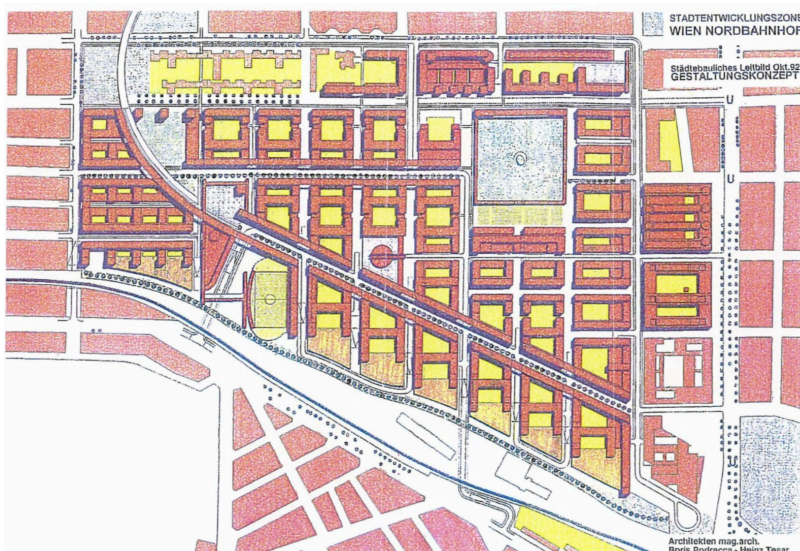 STADTENTWICKLUNGSZONE
WIEN NORDBAHNHOF
Städtebauliches Leitbild Okt.92
GESTALTUNGSKONZEPT
U
U
U
Architekten mag.arch.
Boris Podrecca - Heinz Tesar